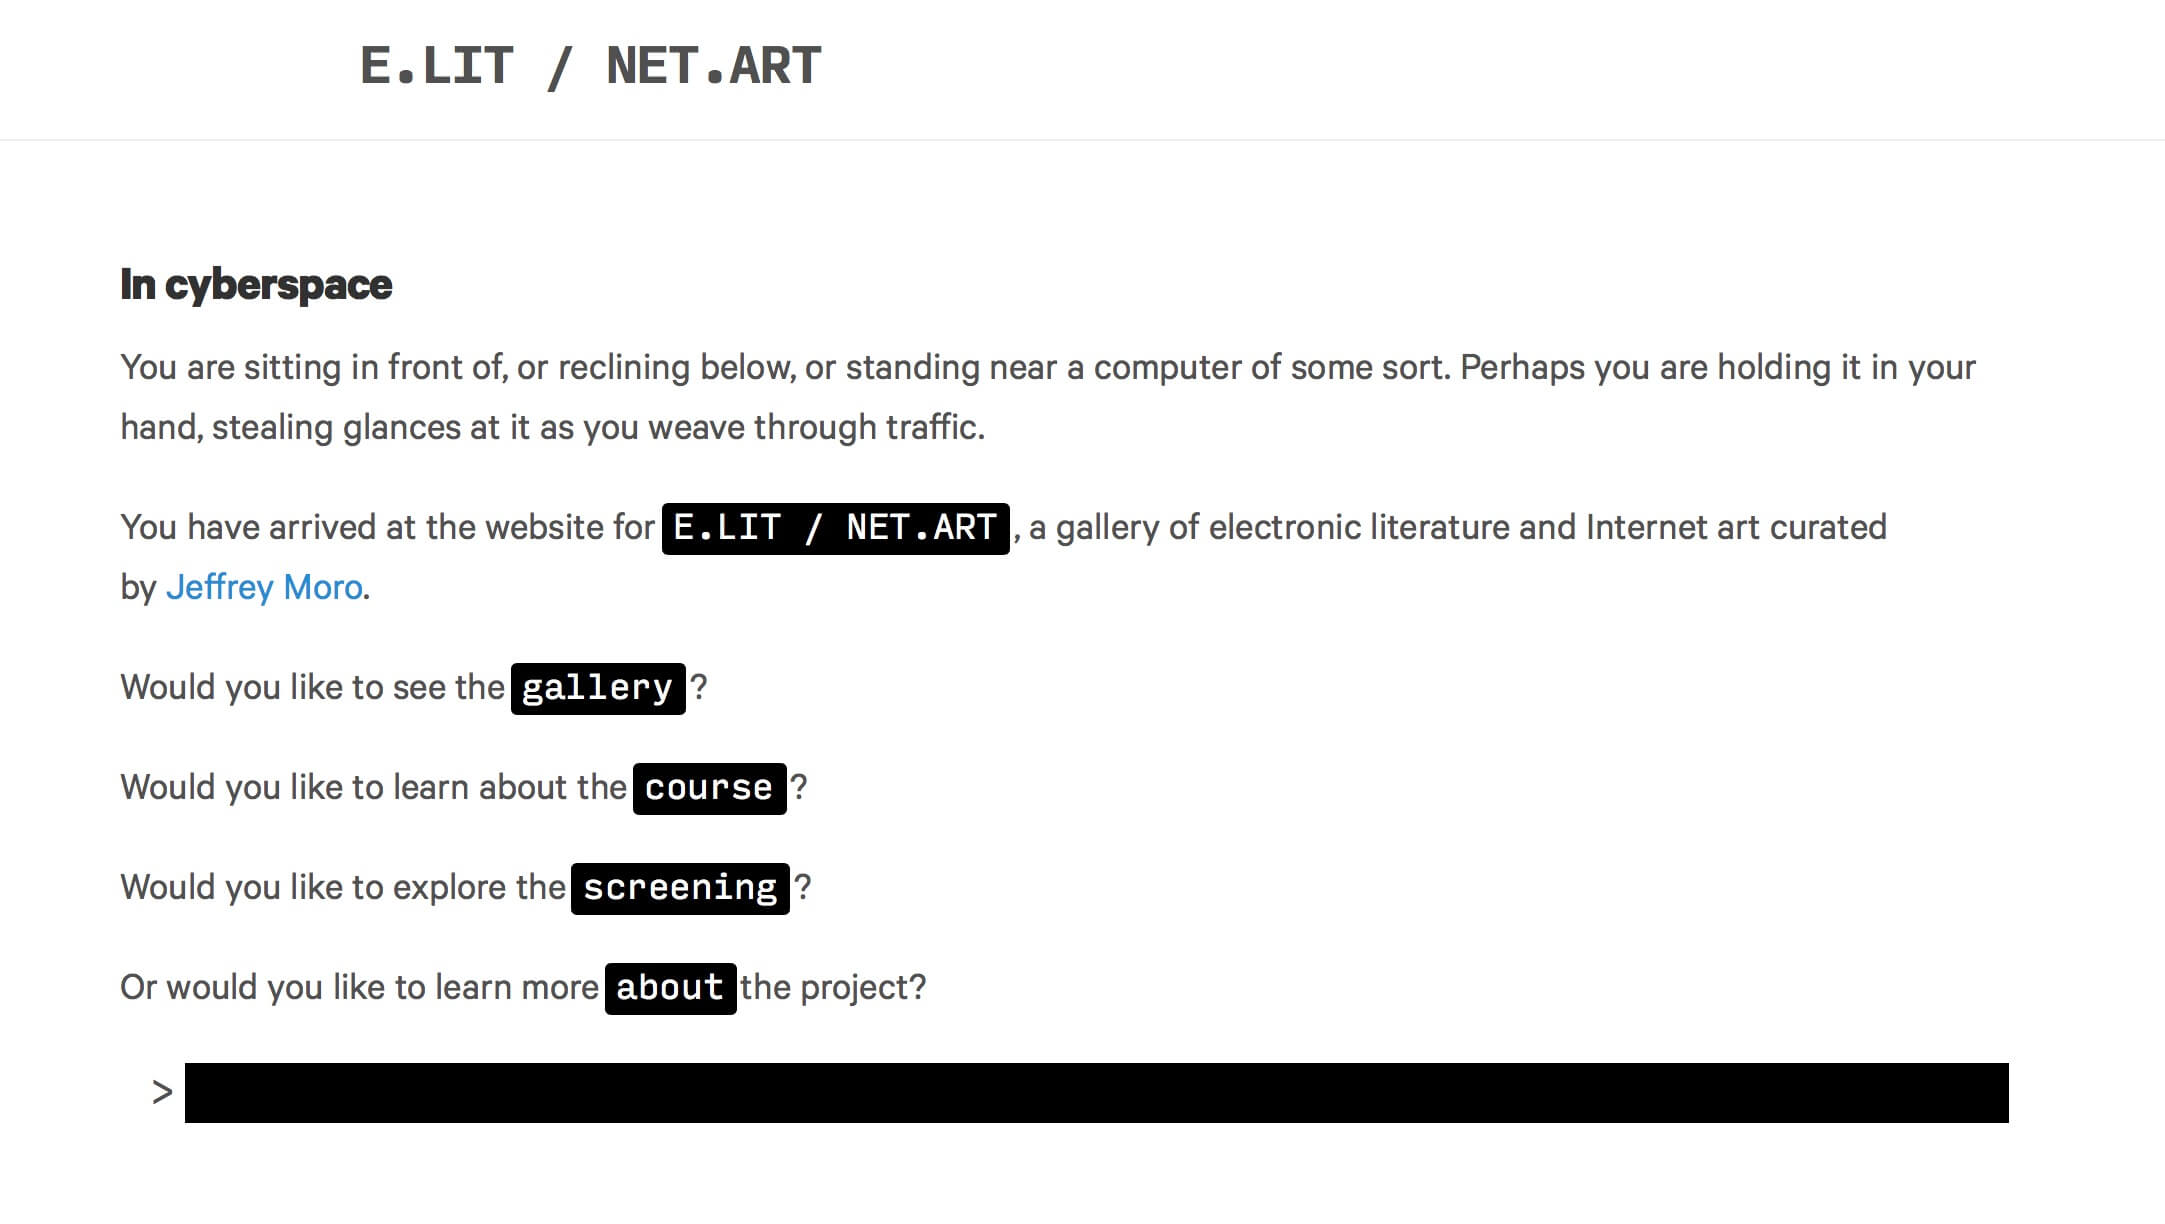 E.LIT / NET.ART
In cyberspace
You are sitting in front of, or reclining below, or standing near a computer of some sort. Perhaps you are holding it in your
hand, stealing glances at it as you weave through traffic.
You have arrived at the website for E.LIT / NET.ART, a gallery of electronic literature and Internet art curated
by Jeffrey Moro.
Would you like to see the gallery?
Would you like to learn about the course?
Would you like to explore the screening?
Or would you like to learn more about the project?
>